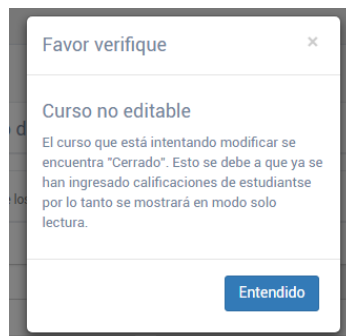 Favor verifique
×
Curso no editable
o d
El curso que está intentando modificar se
encuentra "Cerrado". Esto se debe a que ya se
han ingresado calificaciones de estudiantse
e los
por lo tanto se mostrará en modo solo
lectura.
Entendido